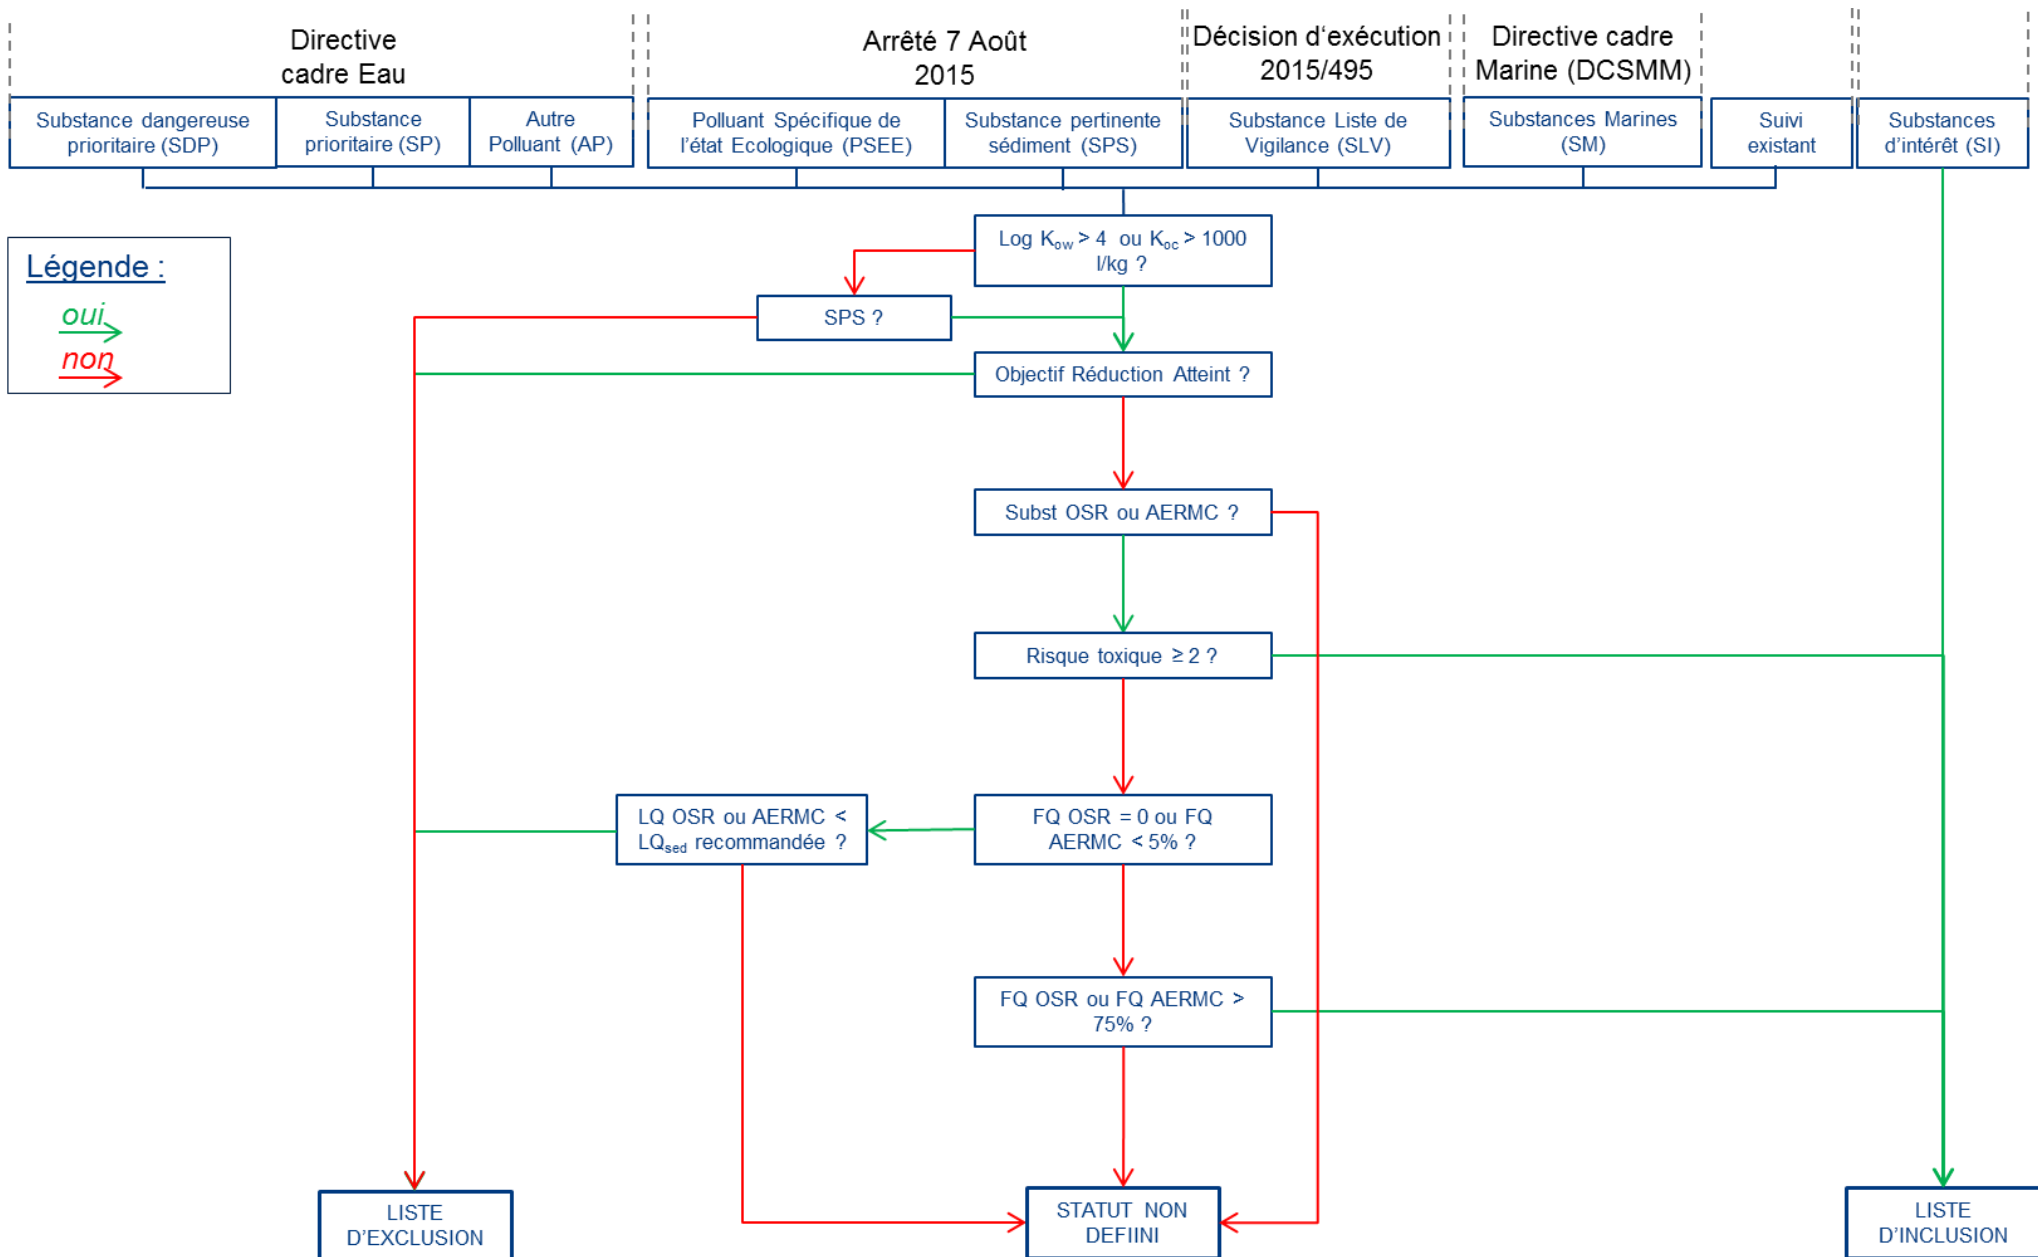 Directive
cadre Eau
Arrêté 7 Août
2015
Décision d‘exécution
2015/495
Directive cadre
Marine (DCSMM)
Substance dangereuse
prioritaire (SDP)
Substance
prioritaire (SP)
Autre
Polluant (AP)
Polluant Spécifique de
l’état Ecologique (PSEE)
Substance pertinente
sédiment (SPS)
Substance Liste de
Vigilance (SLV)
Substances Marines
(SM)
Suivi
existant
Substances
d’intérêt (SI)
Légende :
oui
non
Log Kow > 4 ou Koc > 1000
l/kg ?
SPS ?
Objectif Réduction Atteint ?
Subst OSR ou AERMC ?
Risque toxique ≥ 2 ?
LQ OSR ou AERMC <
LQsed recommandée ?
FQ OSR = 0 ou FQ
AERMC < 5% ?
FQ OSR ou FQ AERMC >
75% ?
LISTE
D’EXCLUSION
STATUT NON
DEFIINI
LISTE
D’INCLUSION